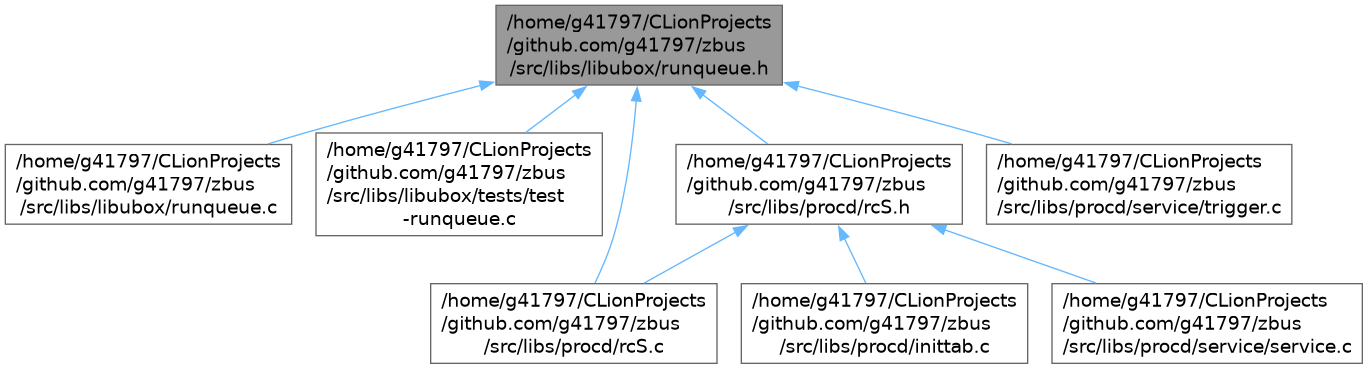 /home/g41797/CLionProjects
/github.com/g41797/zbus
/src/libs/libubox/runqueue.h
/home/g41797/CLionProjects
/github.com/g41797/zbus
/src/libs/libubox/runqueue.c
/home/g41797/CLionProjects
/github.com/g41797/zbus
/src/libs/libubox/tests/test
-runqueue.c
/home/g41797/CLionProjects
/github.com/g41797/zbus
/src/libs/procd/rcS.h
/home/g41797/CLionProjects
/github.com/g41797/zbus
/src/libs/procd/service/trigger.c
/home/g41797/CLionProjects
/github.com/g41797/zbus
/src/libs/procd/rcS.c
/home/g41797/CLionProjects
/github.com/g41797/zbus
/src/libs/procd/inittab.c
/home/g41797/CLionProjects
/github.com/g41797/zbus
/src/libs/procd/service/service.c